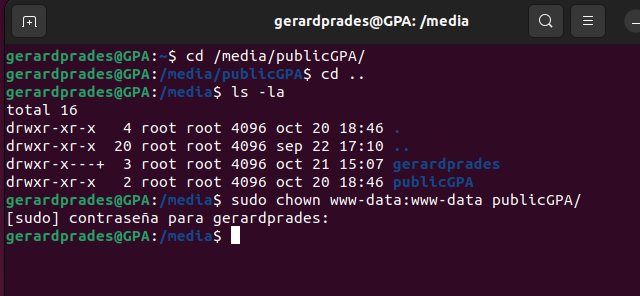 gerardprades@GPA: /media
gerardprades@GPA:~$ cd /media/publicGPA/
gerardprades@GPA:/media/publicGPA$ cd ..
gerardprades@GPA:/media$ ls -la
total 16
drwxr-xr-x   4 root root 4096 oct 20 18:46 .
drwxr-xr-x  20 root root 4096 sep 22 17:10 ..
drwxr-x---+  3 root root 4096 oct 21 15:07 gerardprades
drwxr-xr-x   2 root root 4096 oct 20 18:46 publicGPA
gerardprades@GPA:/media$ sudo chown www-data:www-data publicGPA/
[sudo] contraseña para gerardprades:
gerardprades@GPA:/media$